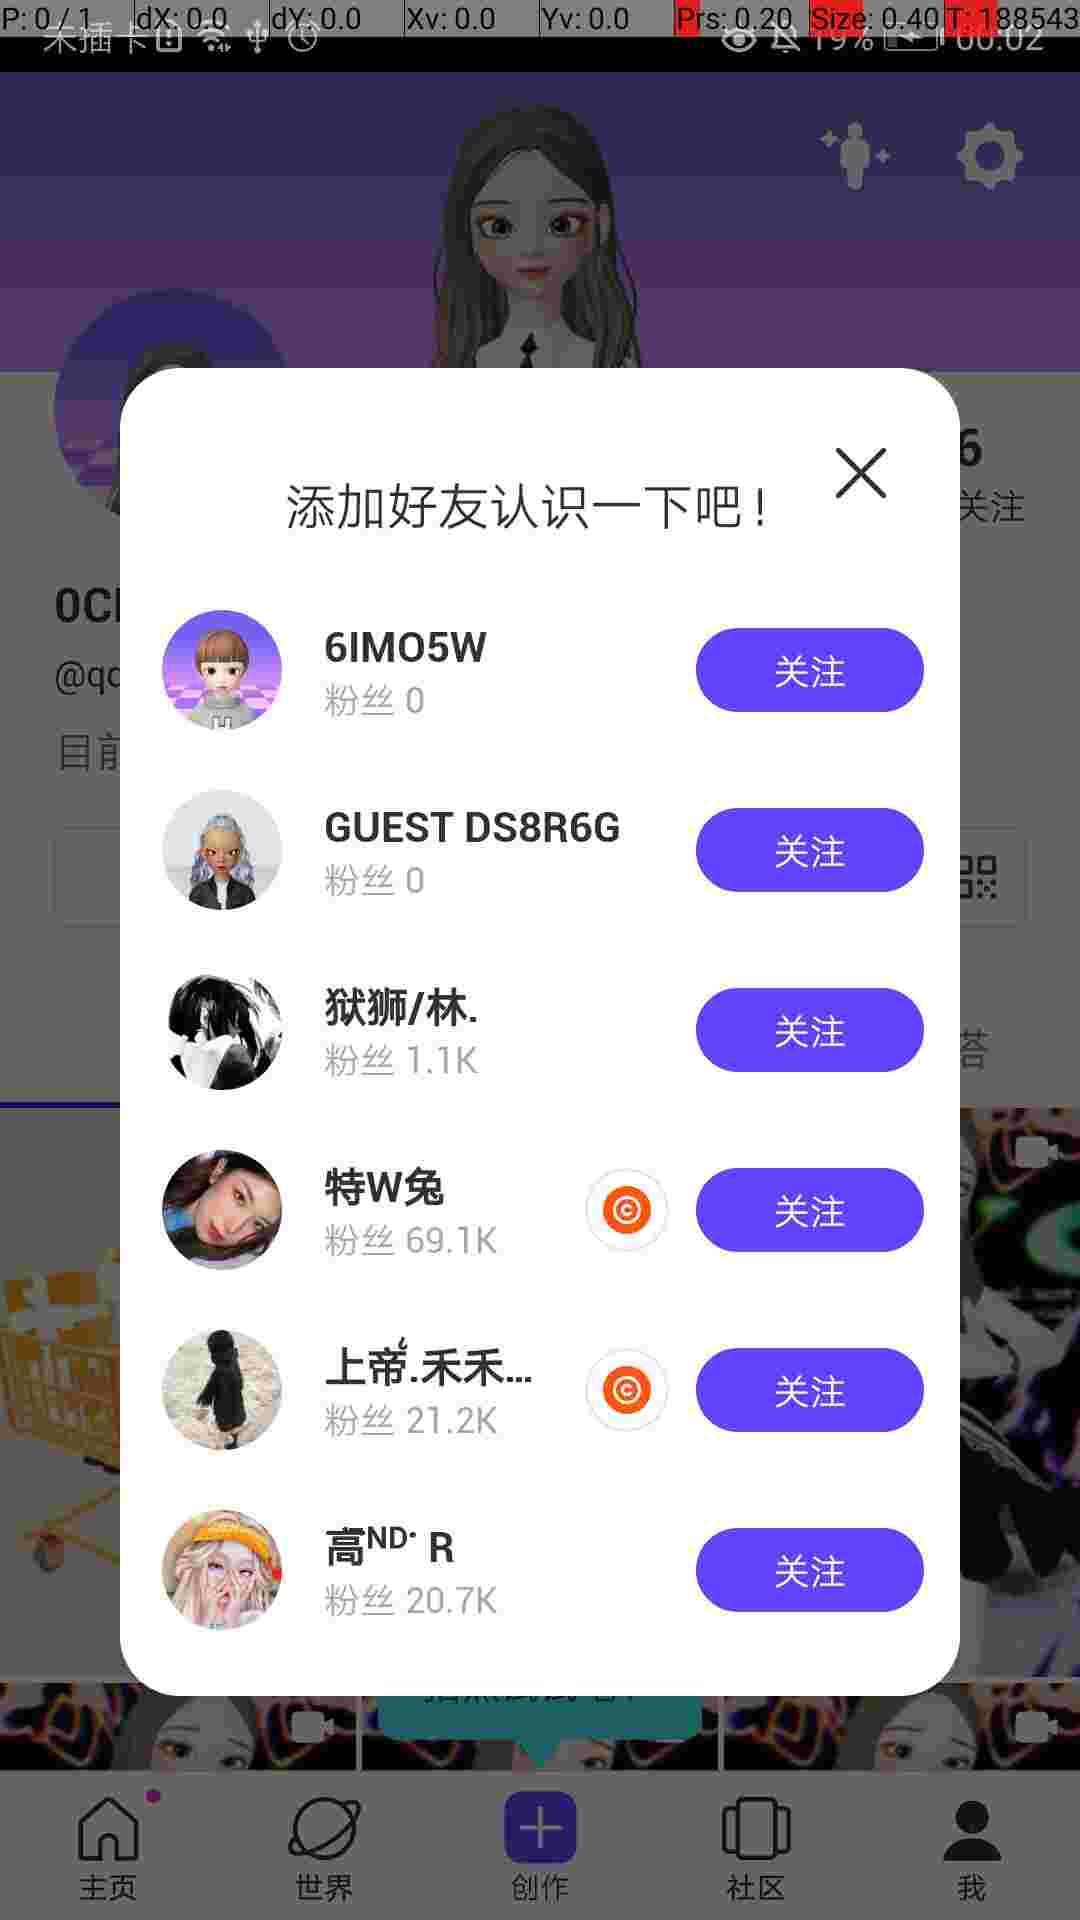 P: 0 / 1 dX: 0.0 dY: 0.0 Xv: 0.0 Yv: 0.0 Prs: 0.20 Size: 0.40 T: 188543
未插卡 19% 00:02
添加好友认识一下吧！
6
关注
0C
@qc
目前
6IMO5W
粉丝 0
关注
GUEST DS8R6G
粉丝 0
关注
狱狮/林.
粉丝 1.1K
关注
答
特W兔
粉丝 69.1K
关注
上帝.禾禾...
粉丝 21.2K
关注
高ᴺᴰ· R
粉丝 20.7K
关注
主页
世界
创作
社区
我